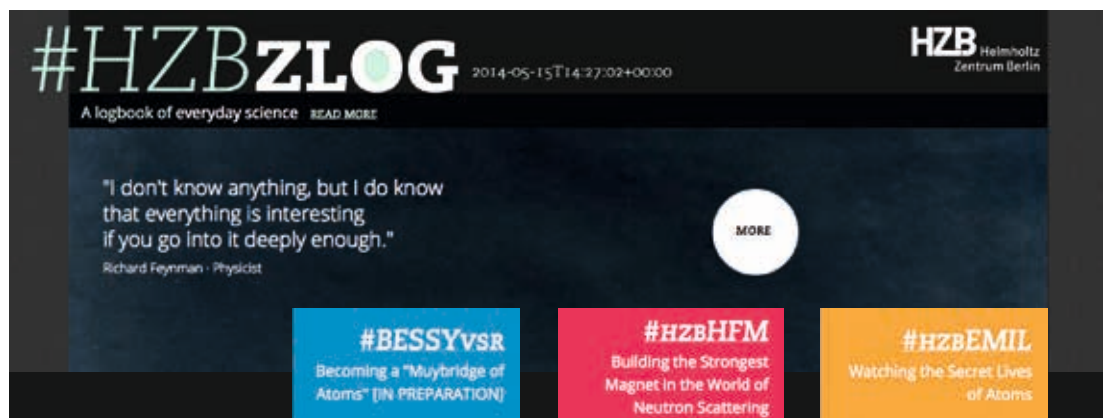 #HZBZLOG 2014-05-15T14:27:02+00:00
HZB Helmholtz
Zentrum Berlin
A logbook of everyday science READ MORE
"I don't know anything, but I do know
that everything is interesting
if you go into it deeply enough."
Richard Feynman · Physicist
MORE
#BESSYVSR
Becoming a "Muybridge of
Atoms" [IN PREPARATION]
#HZBHFM
Building the Strongest
Magnet in the World of
Neutron Scattering
#HZBEMIL
Watching the Secret Lives
of Atoms